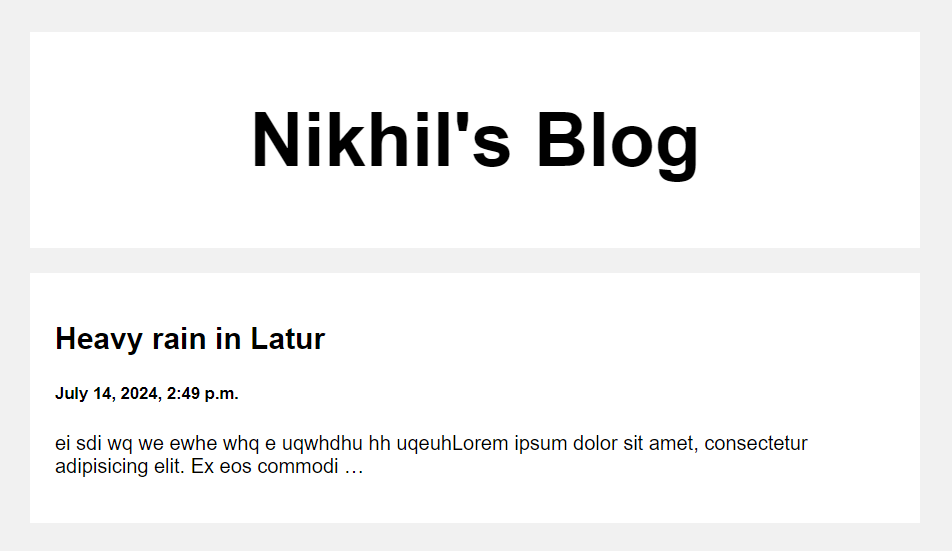 Nikhil's Blog
Heavy rain in Latur
July 14, 2024, 2:49 p.m.
ei sdi wq we ewhe whq e uqwhdhu hh uqeuhLorem ipsum dolor sit amet, consectetur
adipisicing elit. Ex eos commodi …